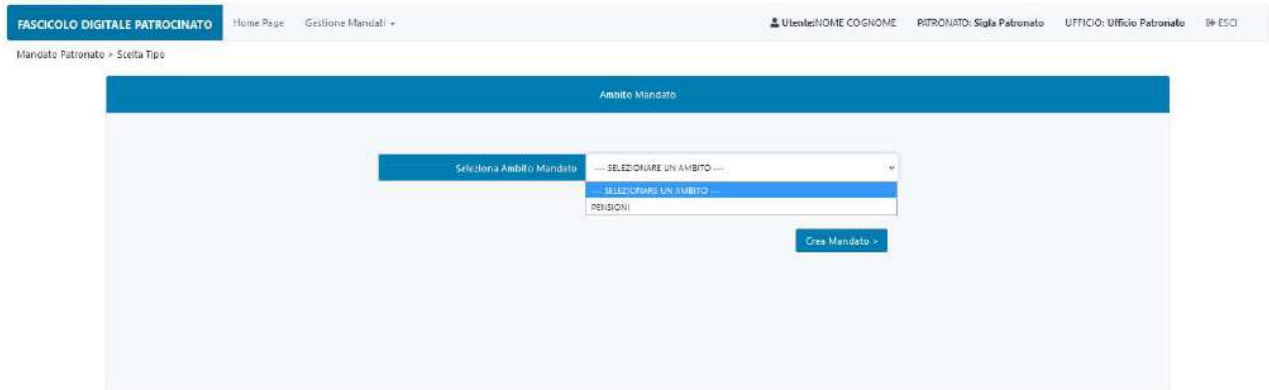 FASCICOLO DIGITALE PATROCINATO Home Page Gestione Mandati Utente:NOME COGNOME PATRONATO: Sigla Patronato UFFICIO: Ufficio Patronato ESCI
Mandato Patronato > Scelta Tipo
Ambito Mandato
Seleziona Ambito Mandato --- SELEZIONARE UN AMBITO ---
--- SELEZIONARE UN AMBITO ---
PENSIONI
Crea Mandato >